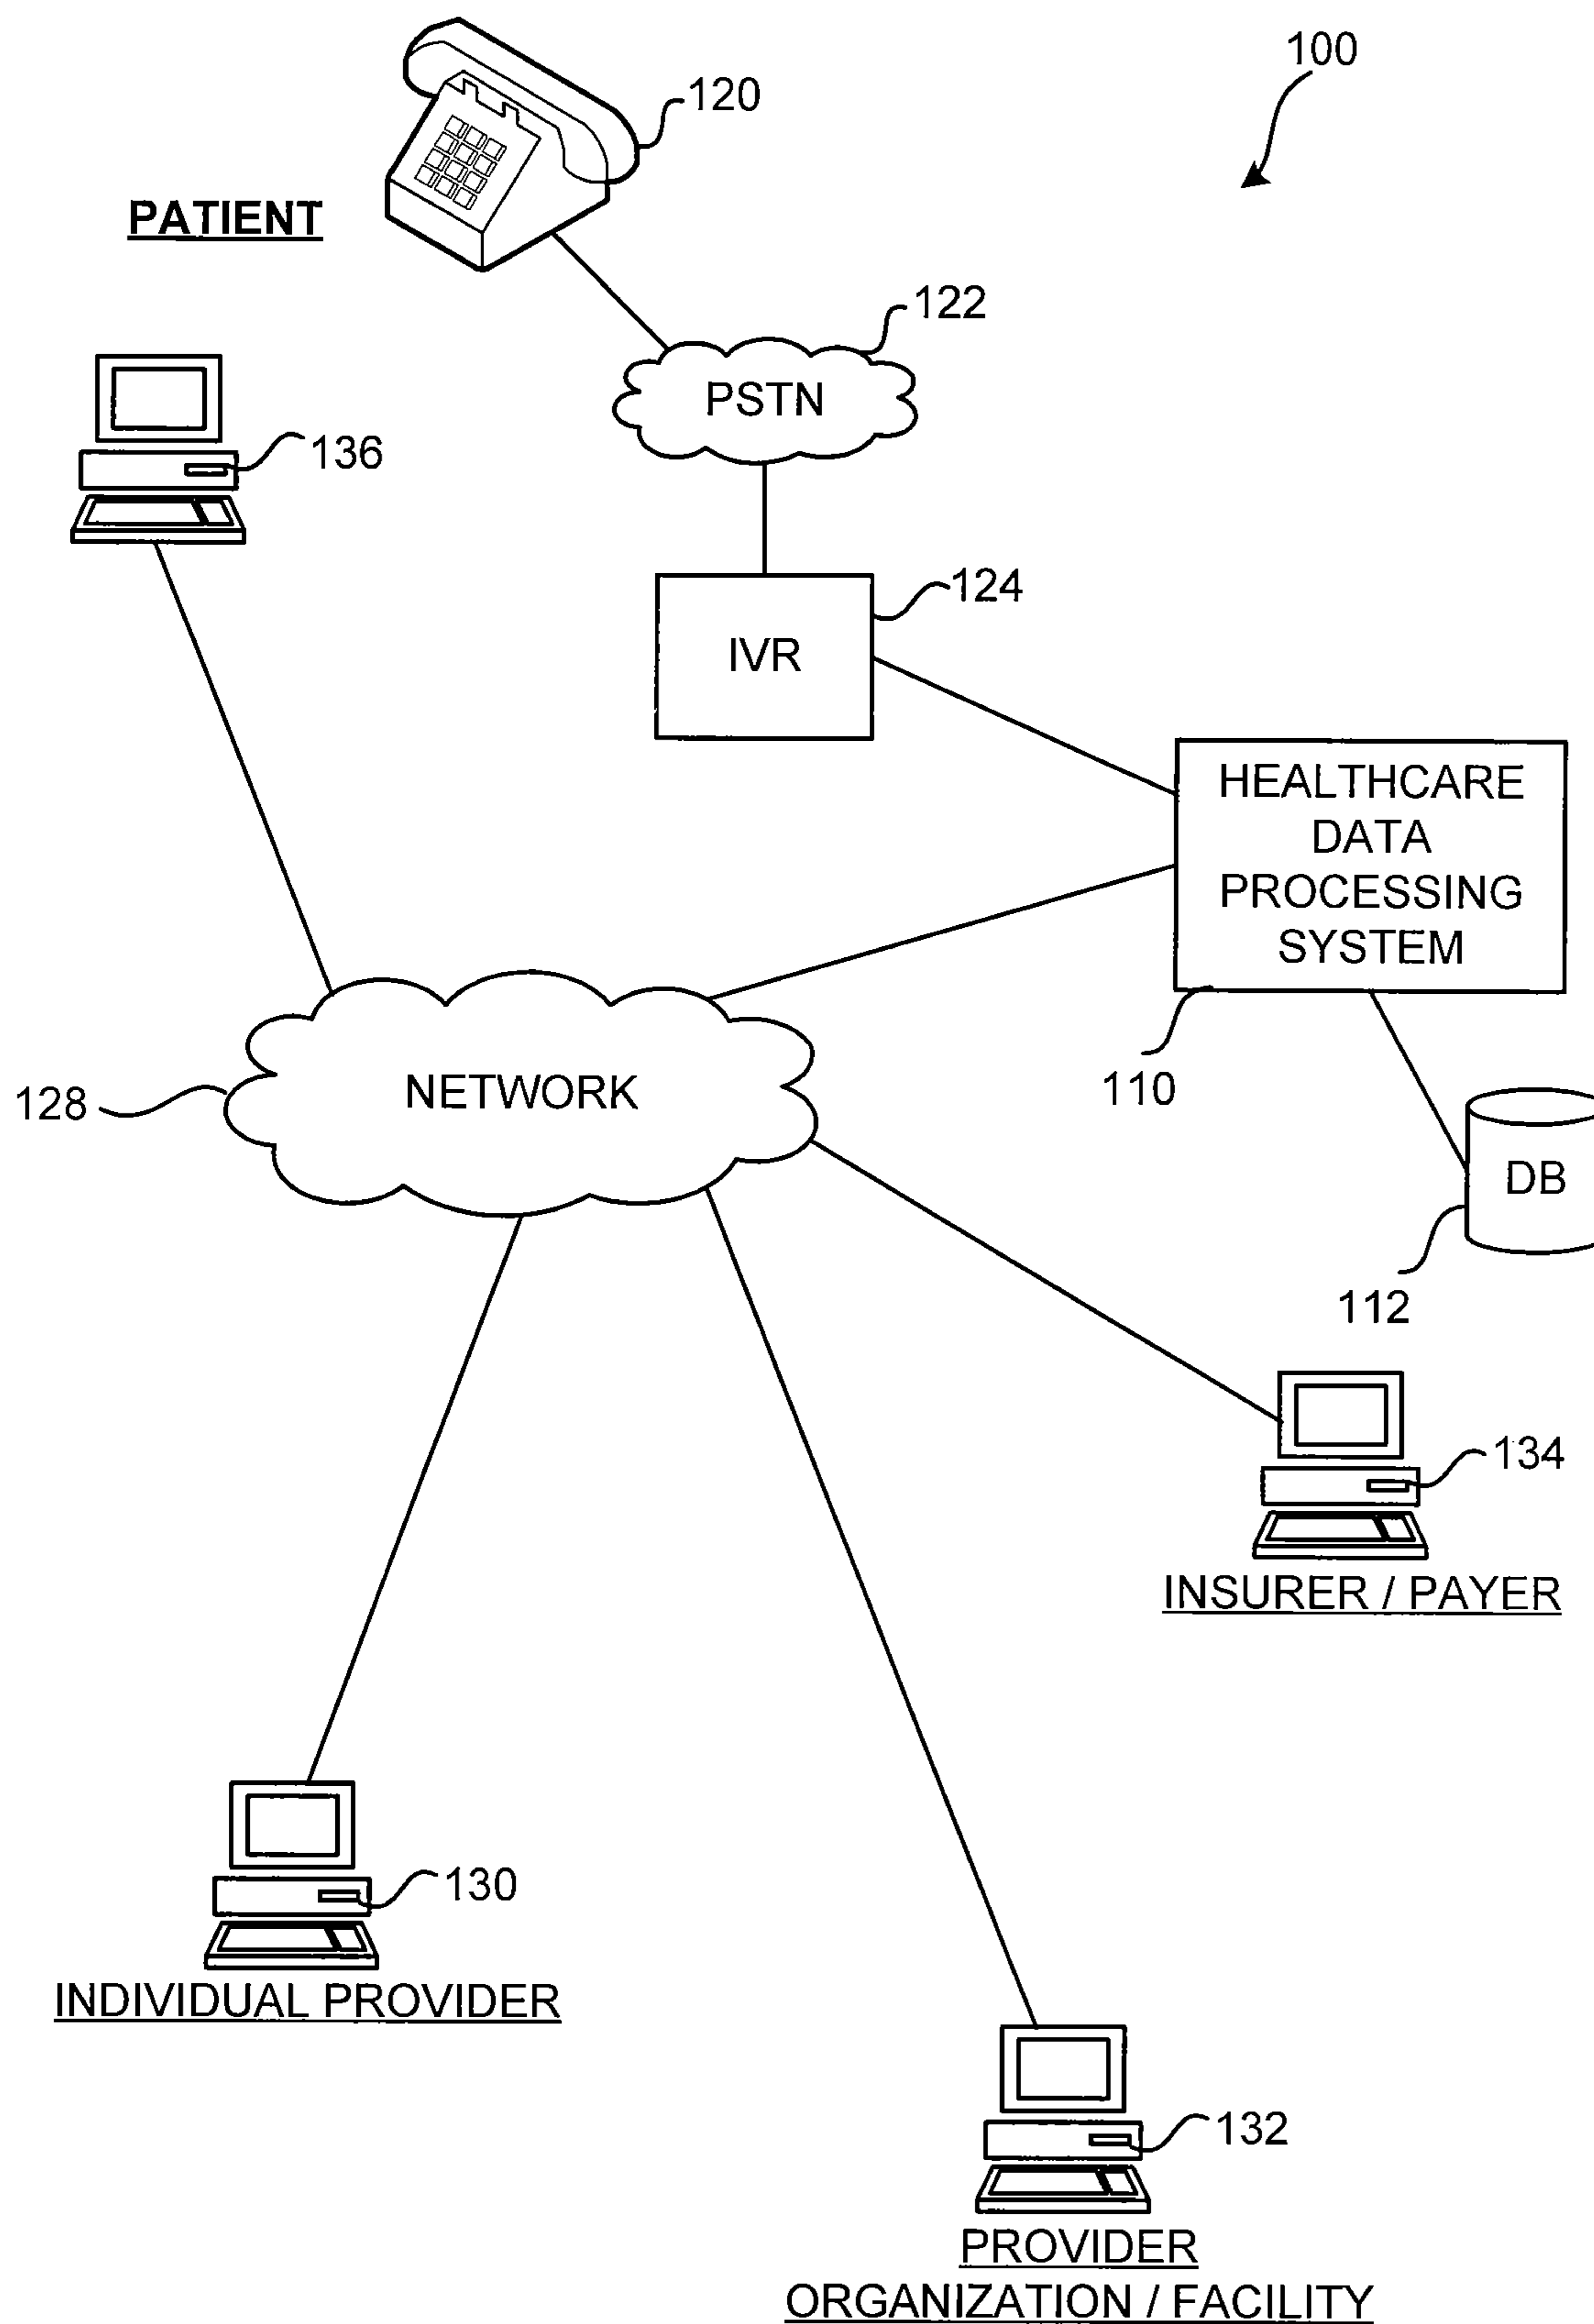 100
120
PATIENT
122
PSTN
136
124
IVR
HEALTHCARE
DATA
PROCESSING
SYSTEM
110
128
NETWORK
DB
112
134
INSURER / PAYER
130
INDIVIDUAL PROVIDER
132
PROVIDER
ORGANIZATION / FACILITY